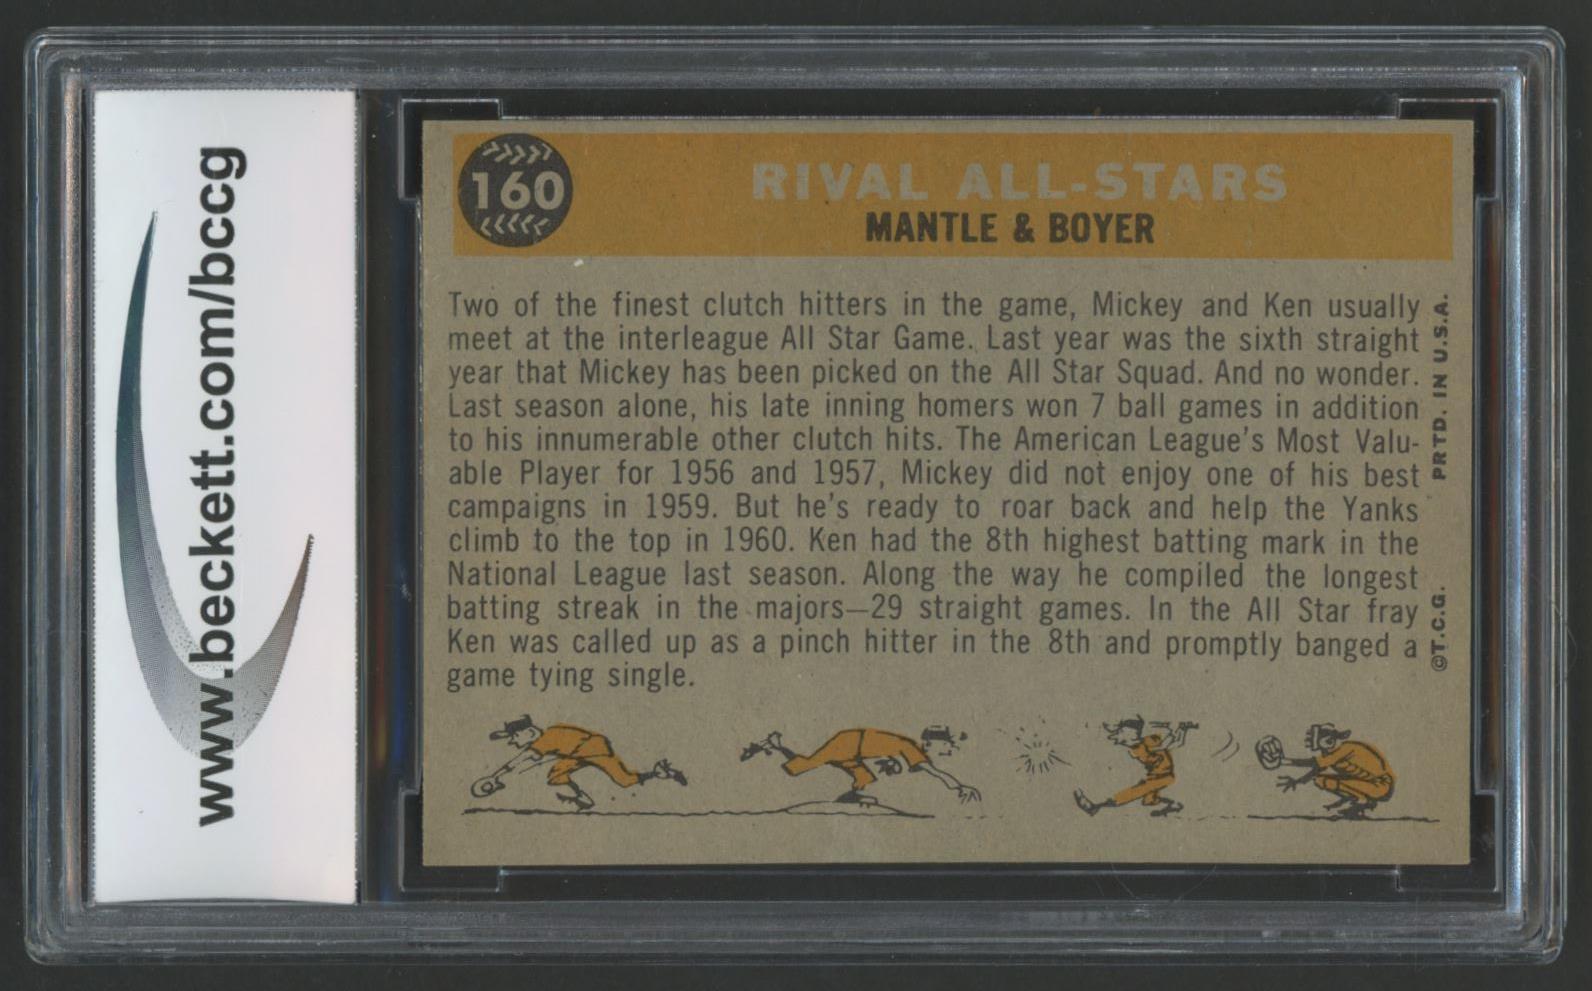 www.beckett.com/bccg
160
RIVAL ALL-STARS
MANTLE & BOYER
Two of the finest clutch hitters in the game, Mickey and Ken usually
meet at the interleague All Star Game. Last year was the sixth straight
year that Mickey has been picked on the All Star Squad. And no wonder.
Last season alone, his late inning homers won 7 ball games in addition
to his innumerable other clutch hits. The American League's Most Valu-
able Player for 1956 and 1957, Mickey did not enjoy one of his best
campaigns in 1959. But he's ready to roar back and help the Yanks
climb to the top in 1960. Ken had the 8th highest batting mark in the
National League last season. Along the way he compiled the longest
batting streak in the majors—29 straight games. In the All Star fray
Ken was called up as a pinch hitter in the 8th and promptly banged a
game tying single.
©T.C.G. PRTD. IN U.S.A.